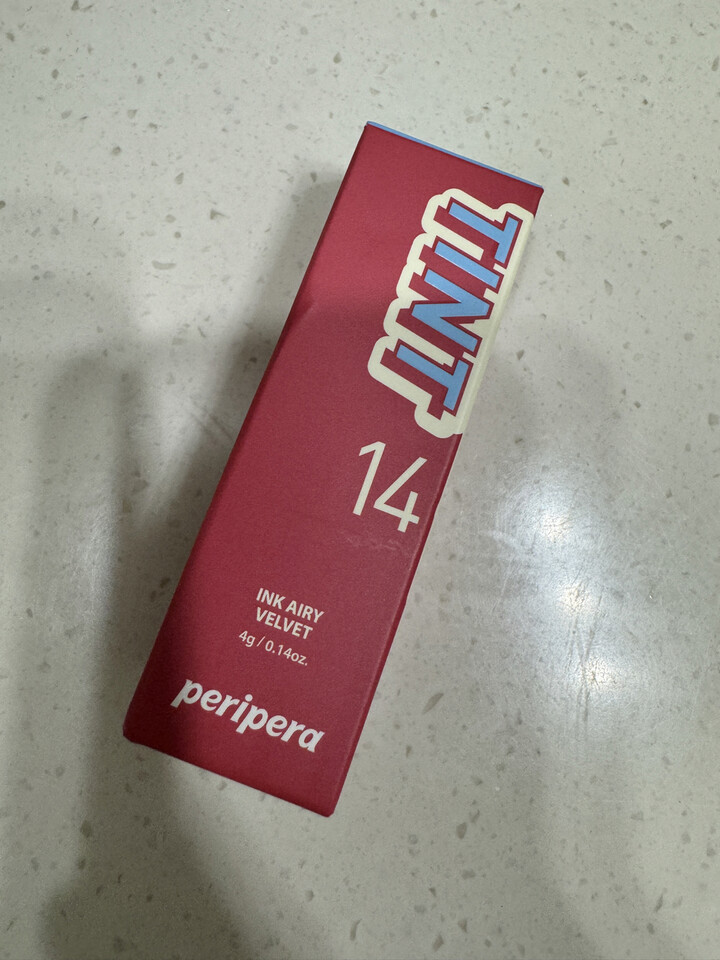 TINT
14
INK AIRY
VELVET
4g / 0.14oz.
peripera